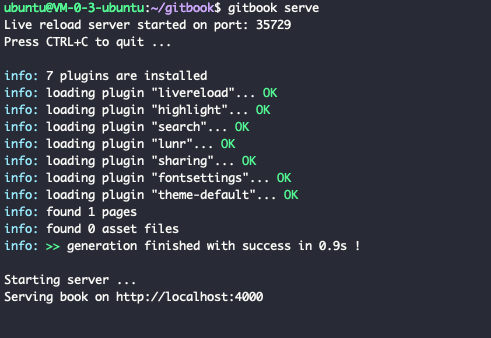 ubuntu@VM-0-3-ubuntu:~/gitbook$ gitbook serve
Live reload server started on port: 35729
Press CTRL+C to quit ...

info: 7 plugins are installed
info: loading plugin "livereload"... OK
info: loading plugin "highlight"... OK
info: loading plugin "search"... OK
info: loading plugin "lunr"... OK
info: loading plugin "sharing"... OK
info: loading plugin "fontsettings"... OK
info: loading plugin "theme-default"... OK
info: found 1 pages
info: found 0 asset files
info: >> generation finished with success in 0.9s !

Starting server ...
Serving book on http://localhost:4000